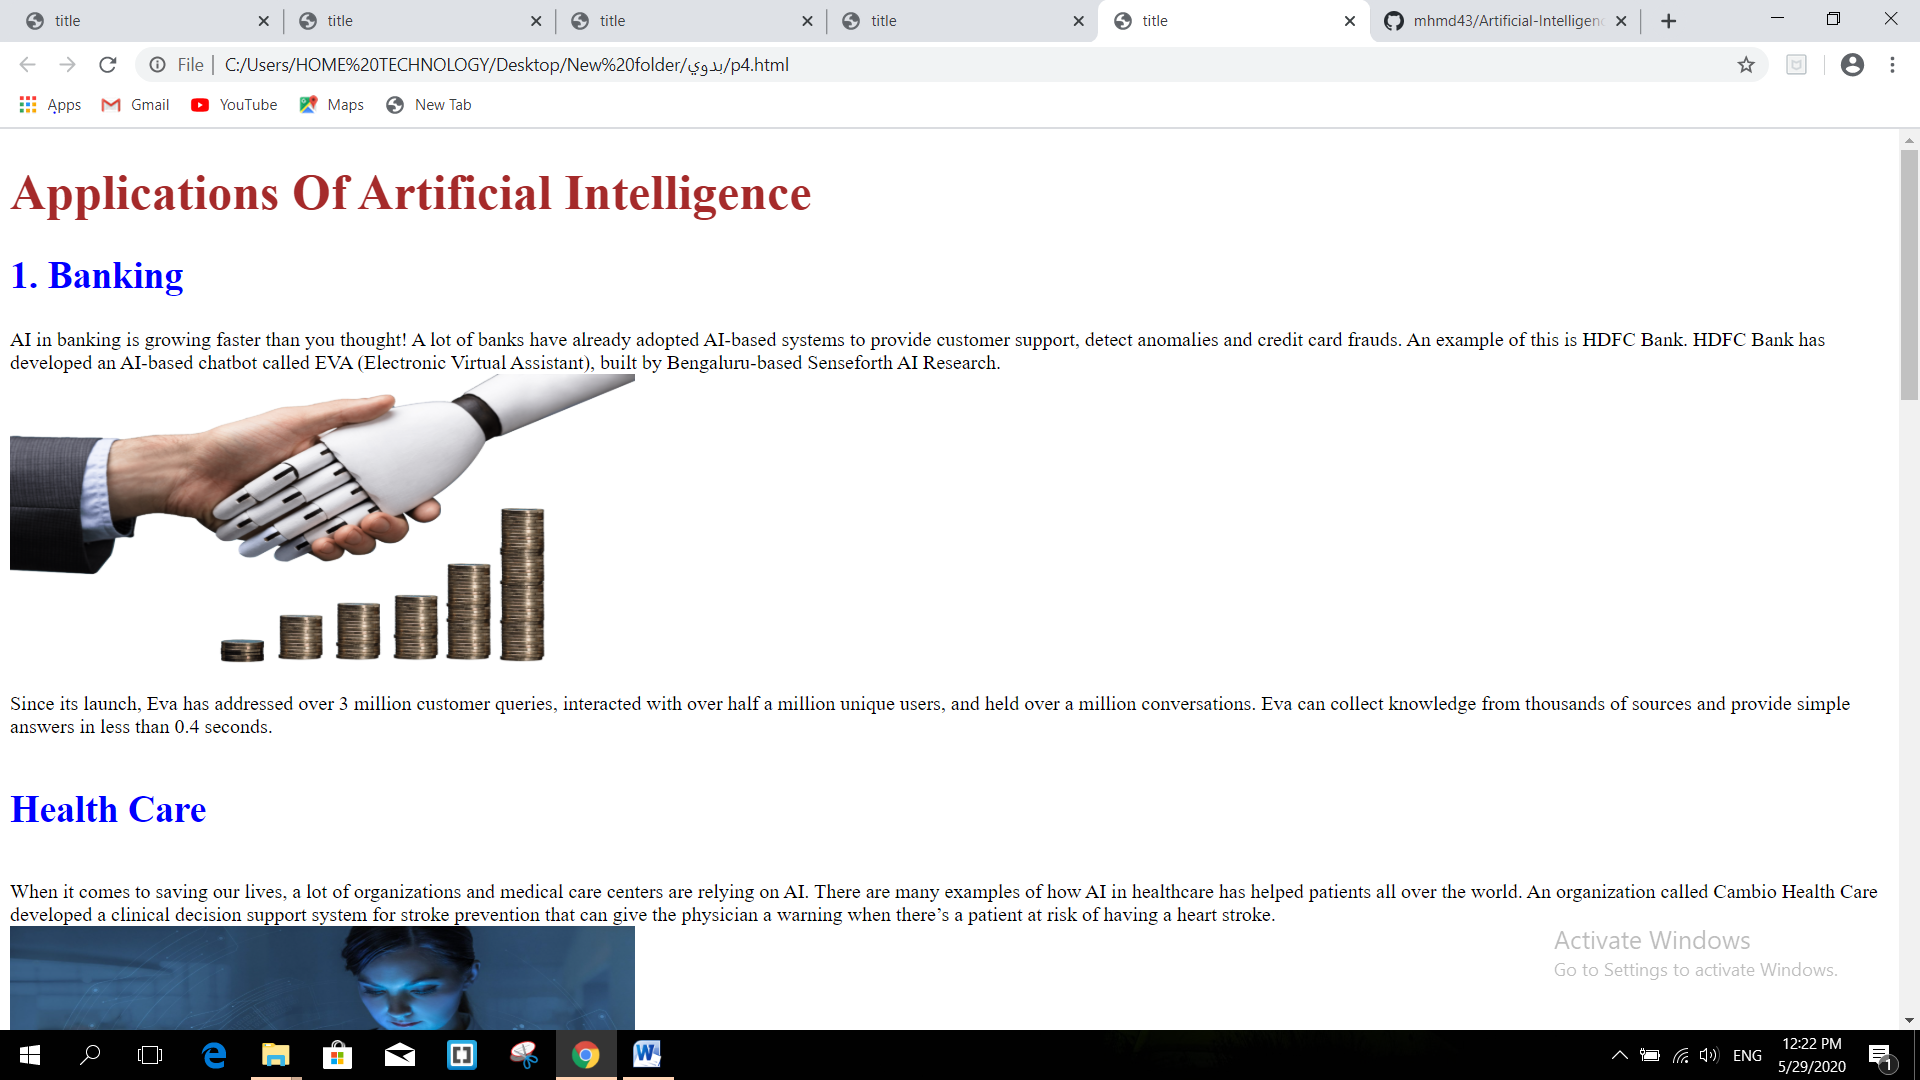 title
title
title
title
title
mhmd43/Artificial-Intelligenc
File
C:/Users/HOME%20TECHNOLOGY/Desktop/New%20folder/بدوي/p4.html
Apps
Gmail
YouTube
Maps
New Tab
Applications Of Artificial Intelligence
1. Banking
AI in banking is growing faster than you thought! A lot of banks have already adopted AI-based systems to provide customer support, detect anomalies and credit card frauds. An example of this is HDFC Bank. HDFC Bank has
developed an AI-based chatbot called EVA (Electronic Virtual Assistant), built by Bengaluru-based Senseforth AI Research.
Since its launch, Eva has addressed over 3 million customer queries, interacted with over half a million unique users, and held over a million conversations. Eva can collect knowledge from thousands of sources and provide simple
answers in less than 0.4 seconds.
Health Care
When it comes to saving our lives, a lot of organizations and medical care centers are relying on AI. There are many examples of how AI in healthcare has helped patients all over the world. An organization called Cambio Health Care
developed a clinical decision support system for stroke prevention that can give the physician a warning when there’s a patient at risk of having a heart stroke.
Activate Windows
Go to Settings to activate Windows.
ENG
12:22 PM
5/29/2020
1